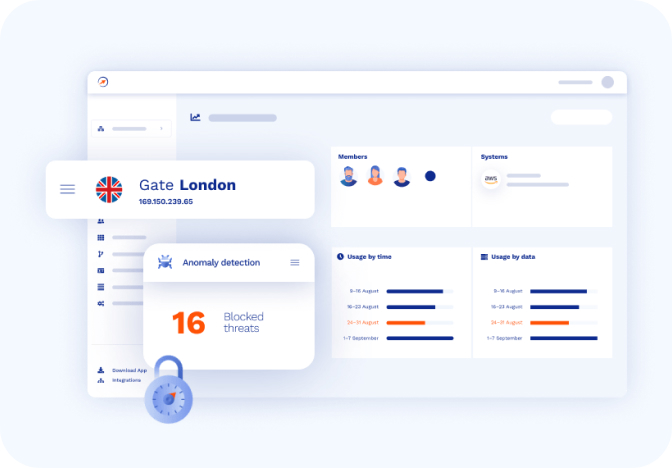 Members
Systems
aws
Gate London
169.150.239.65
Anomaly detection
16
Blocked
threats
Usage by time
9–16 August
16–23 August
24–31 August
1–7 September
Usage by data
9–16 August
16–24 August
24–31 August
1–7 September
Download App
Integrations